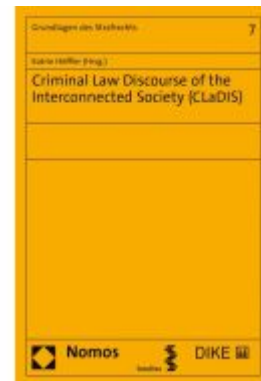 Grundlagen des Strafrechts 7
Katrin Höffler (Hrsg.)
Criminal Law Discourse of the
Interconnected Society (CLaDIS)
Nomos
DIKE